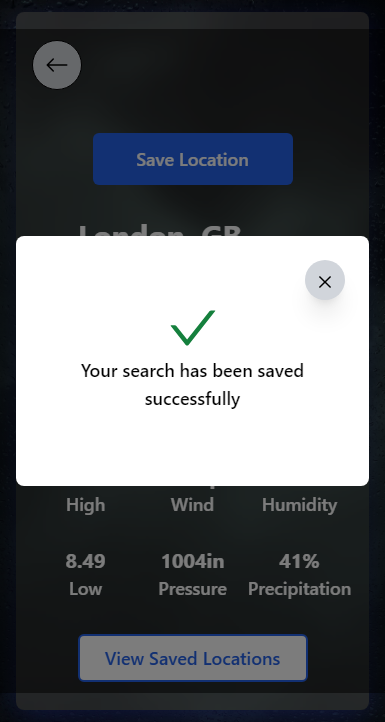 Save Location
London, GB
Your search has been saved
successfully
High Wind Humidity
8.49 1004in 41%
Low Pressure Precipitation
View Saved Locations